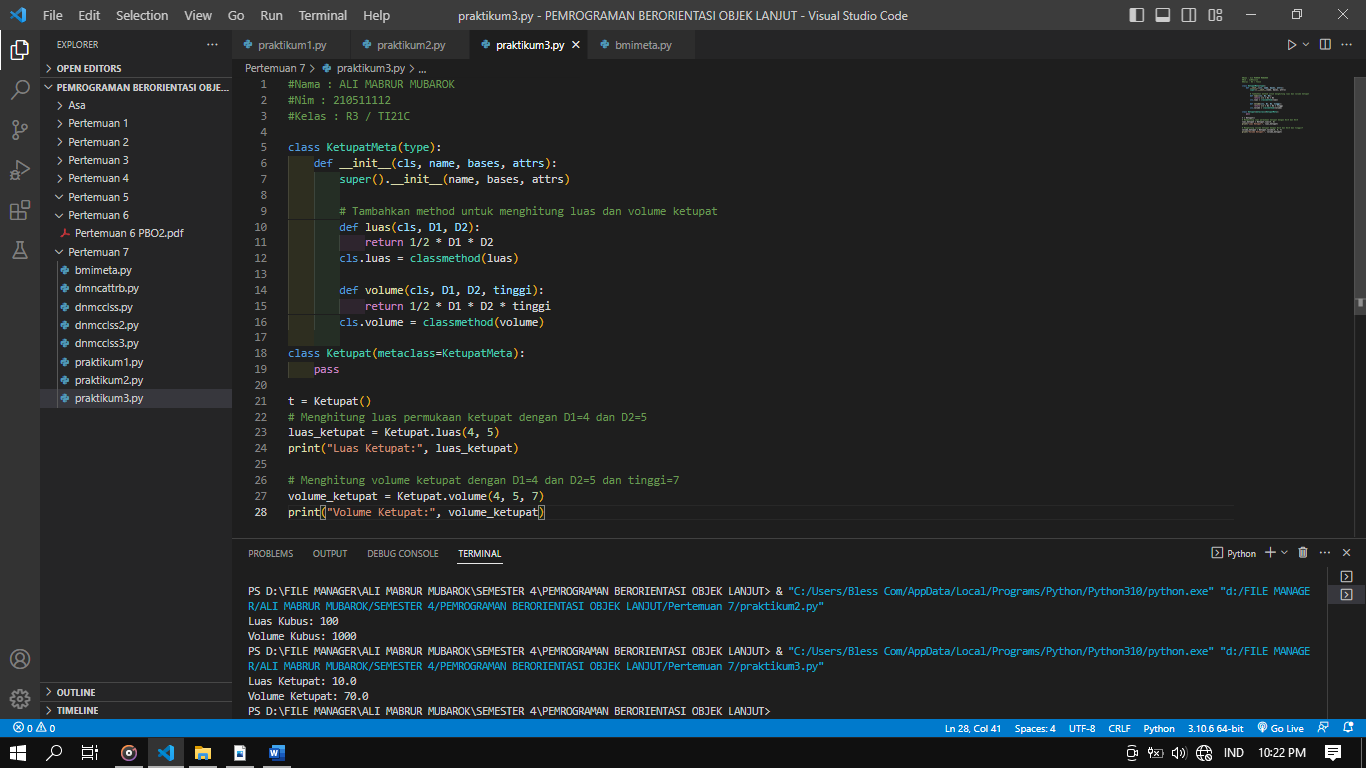 File Edit Selection View Go Run Terminal Help praktikum3.py - PEMROGRAMAN BERORIENTASI OBJEK LANJUT - Visual Studio Code
EXPLORER
OPEN EDITORS
PEMROGRAMAN BERORIENTASI OBJE...
Asa
Pertemuan 1
Pertemuan 2
Pertemuan 3
Pertemuan 4
Pertemuan 5
Pertemuan 6
Pertemuan 6 PBO2.pdf
Pertemuan 7
bmimeta.py
dmncattrb.py
dnmcclss.py
dnmcclss2.py
dnmcclss3.py
praktikum1.py
praktikum2.py
praktikum3.py
OUTLINE
TIMELINE
praktikum1.py praktikum2.py praktikum3.py bmimeta.py
Pertemuan 7 > praktikum3.py > ...
1 #Nama : ALI MABRUR MUBAROK
2 #Nim : 210511112
3 #Kelas : R3 / TI21C
4
5 class KetupatMeta(type):
6 def __init__(cls, name, bases, attrs):
7 super().__init__(name, bases, attrs)
8
9 # Tambahkan method untuk menghitung luas dan volume ketupat
10 def luas(cls, D1, D2):
11 return 1/2 * D1 * D2
12 cls.luas = classmethod(luas)
13
14 def volume(cls, D1, D2, tinggi):
15 return 1/2 * D1 * D2 * tinggi
16 cls.volume = classmethod(volume)
17
18 class Ketupat(metaclass=KetupatMeta):
19 pass
20
21 t = Ketupat()
22 # Menghitung luas permukaan ketupat dengan D1=4 dan D2=5
23 luas_ketupat = Ketupat.luas(4, 5)
24 print("Luas Ketupat:", luas_ketupat)
25
26 # Menghitung volume ketupat dengan D1=4 dan D2=5 dan tinggi=7
27 volume_ketupat = Ketupat.volume(4, 5, 7)
28 print("Volume Ketupat:", volume_ketupat)
PROBLEMS OUTPUT DEBUG CONSOLE TERMINAL Python
PS D:\FILE MANAGER\ALI MABRUR MUBAROK\SEMESTER 4\PEMROGRAMAN BERORIENTASI OBJEK LANJUT> & "C:/Users/Bless Com/AppData/Local/Programs/Python/Python310/python.exe" "d:/FILE MANAGE
R/ALI MABRUR MUBAROK/SEMESTER 4/PEMROGRAMAN BERORIENTASI OBJEK LANJUT/Pertemuan 7/praktikum2.py"
Luas Kubus: 100
Volume Kubus: 1000
PS D:\FILE MANAGER\ALI MABRUR MUBAROK\SEMESTER 4\PEMROGRAMAN BERORIENTASI OBJEK LANJUT> & "C:/Users/Bless Com/AppData/Local/Programs/Python/Python310/python.exe" "d:/FILE MANAGE
R/ALI MABRUR MUBAROK/SEMESTER 4/PEMROGRAMAN BERORIENTASI OBJEK LANJUT/Pertemuan 7/praktikum3.py"
Luas Ketupat: 10.0
Volume Ketupat: 70.0
PS D:\FILE MANAGER\ALI MABRUR MUBAROK\SEMESTER 4\PEMROGRAMAN BERORIENTASI OBJEK LANJUT>
0 0 Ln 28, Col 41 Spaces: 4 UTF-8 CRLF Python 3.10.6 64-bit Go Live
IND 10:22 PM